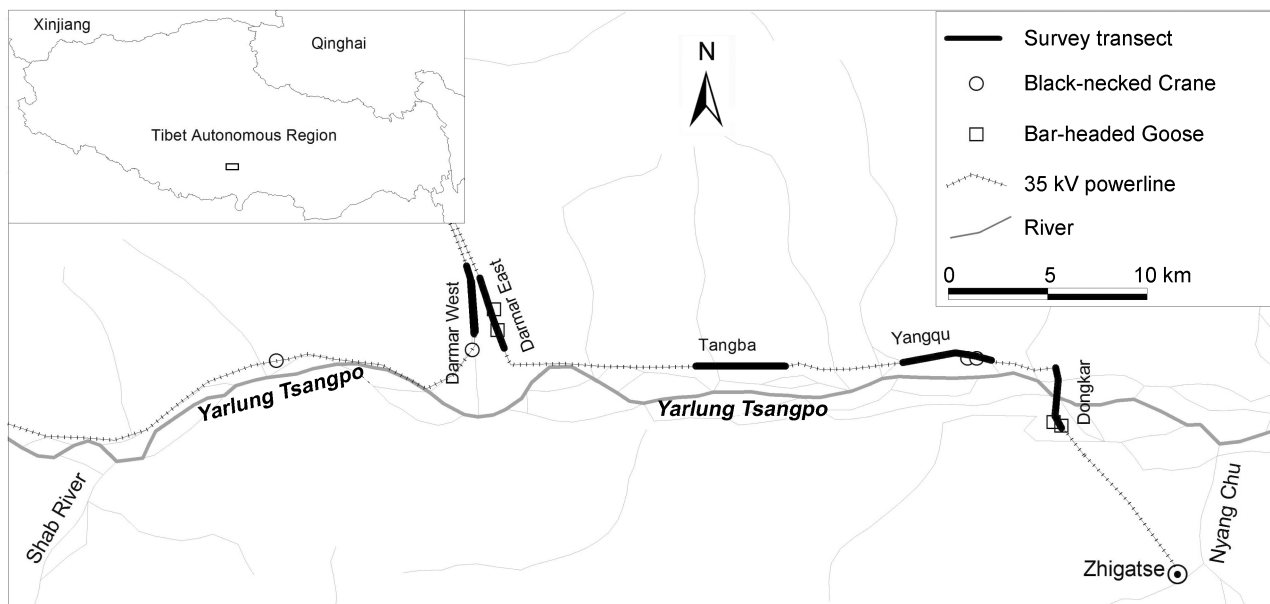 Xinjiang
Qinghai
Tibet Autonomous Region
N
Survey transect
Black-necked Crane
Bar-headed Goose
35 kV powerline
River
0 5 10 km
Darmar West
Darmar East
Tangba
Yangqu
Dongkar
Yarlung Tsangpo
Yarlung Tsangpo
Shab River
Nyang Chu
Zhigatse